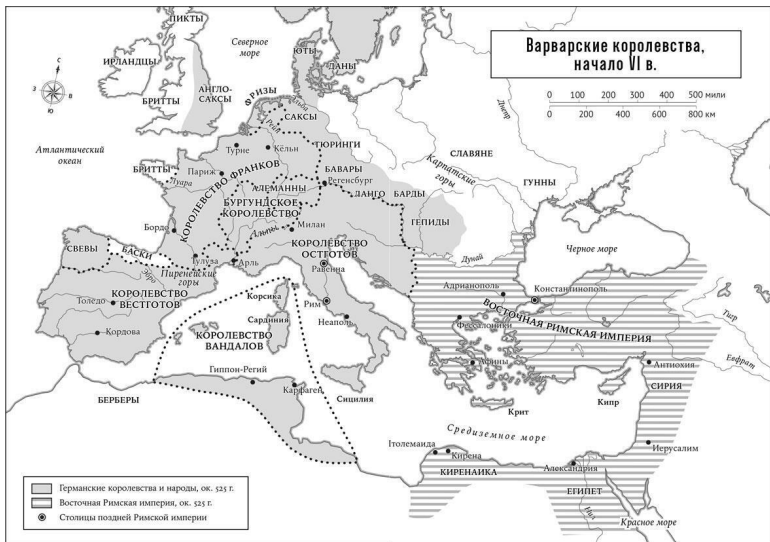 Варварские королевства,
начало VI в.
100 200 300 400 500 мили
200 400 600 800 км
С
З
В
Ю
ПИКТЫ
ИРЛАНДЦЫ
БРИТТЫ
АНГЛО-
САКСЫ
Северное
море
ЮТЫ
ДАНЫ
ФРИЗЫ
Эльба
САКСЫ
Рейн
ТЮРИНГИ
Атлантический
океан
Турне
Кёльн
БРИТТЫ
Париж
Луара
КОРОЛЕВСТВО ФРАНКОВ
АЛЕМАННЫ
БАВАРЫ
Регенсбург
ЛАНГО БАРДЫ
СЛАВЯНЕ
Карпатские
горы
Днепр
ГУННЫ
ГЕПИДЫ
БУРГУНДСКОЕ
КОРОЛЕВСТВО
Альпы
Милан
КОРОЛЕВСТВО
ОСТГОТОВ
Равенна
Бордо
Тулуза
Арль
СВЕВЫ
БАСКИ
Эбро
Пиренейские
горы
КОРОЛЕВСТВО
ВЕСТГОТОВ
Толедо
Кордова
Корсика
Рим
Сардиния
Неаполь
КОРОЛЕВСТВО
ВАНДАЛОВ
Гиппон-Регий
Карфаген
Сицилия
БЕРБЕРЫ
Дунай
Черное море
Адрианополь
Константинополь
ВОСТОЧНАЯ РИМСКАЯ ИМПЕРИЯ
Фессалоники
Афины
Тигр
Евфрат
Антиохия
СИРИЯ
Кипр
Крит
Средиземное море
Птолемаида
Кирена
КИРЕНАИКА
Александрия
Иерусалим
ЕГИПЕТ
Нил
Красное море
Германские королевства и народы, ок. 525 г.
Восточная Римская империя, ок. 525 г.
Столицы поздней Римской империи